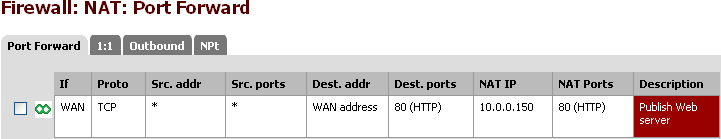 Firewall: NAT: Port Forward
Port Forward 1:1 Outbound NPt
If Proto Src. addr Src. ports Dest. addr Dest. ports NAT IP NAT Ports Description
WAN TCP * * WAN address 80 (HTTP) 10.0.0.150 80 (HTTP) Publish Web
server